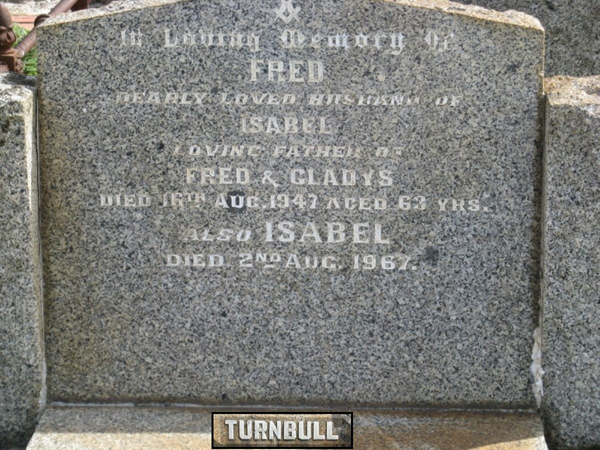 In Loving Memory Of
FRED
DEARLY LOVED HUSBAND OF
ISABEL
LOVING FATHER OF
FRED & GLADYS
DIED 16TH AUG. 1947 AGED 63 YRS.
ALSO ISABEL
DIED 2ND AUG. 1967.
TURNBULL